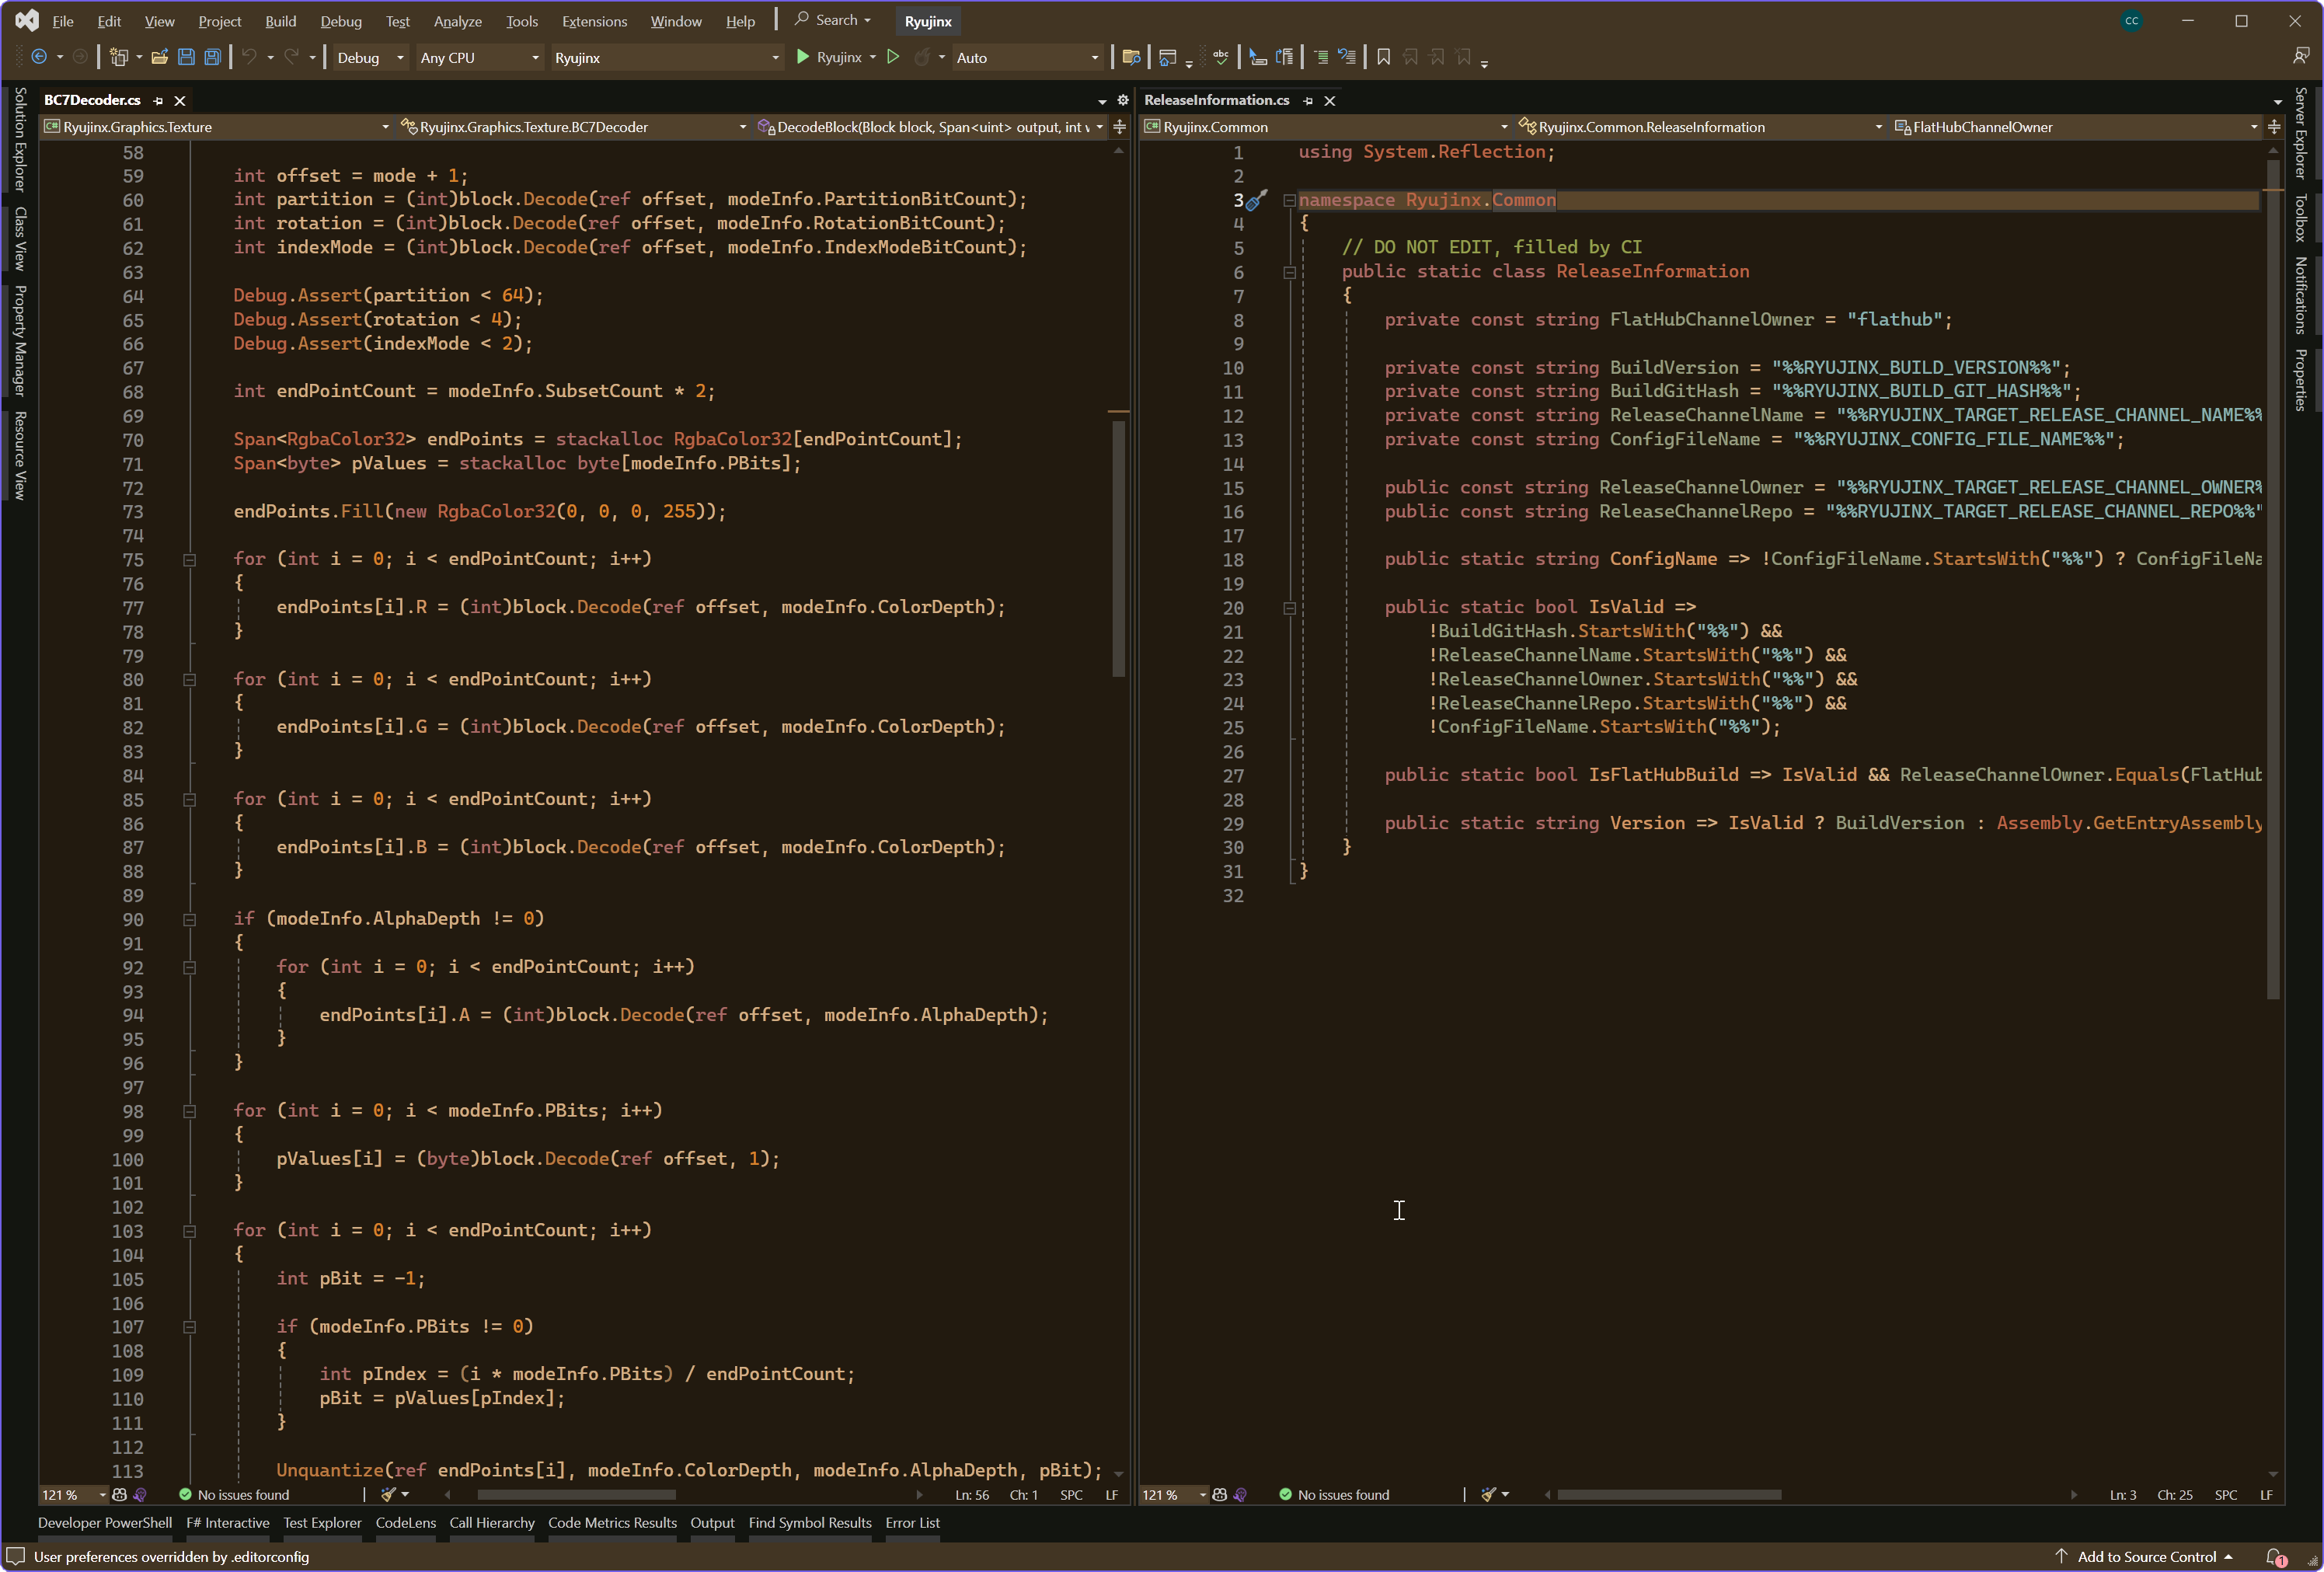 File Edit View Project Build Debug Test Analyze Tools Extensions Window Help Search Ryujinx CC
Debug Any CPU Ryujinx Ryujinx Auto
Solution Explorer
Class View
Property Manager
Resource View
BC7Decoder.cs
Ryujinx.Graphics.Texture Ryujinx.Graphics.Texture.BC7Decoder DecodeBlock(Block block, Span<uint> output, int
58
59 int offset = mode + 1;
60 int partition = (int)block.Decode(ref offset, modeInfo.PartitionBitCount);
61 int rotation = (int)block.Decode(ref offset, modeInfo.RotationBitCount);
62 int indexMode = (int)block.Decode(ref offset, modeInfo.IndexModeBitCount);
63
64 Debug.Assert(partition < 64);
65 Debug.Assert(rotation < 4);
66 Debug.Assert(indexMode < 2);
67
68 int endPointCount = modeInfo.SubsetCount * 2;
69
70 Span<RgbaColor32> endPoints = stackalloc RgbaColor32[endPointCount];
71 Span<byte> pValues = stackalloc byte[modeInfo.PBits];
72
73 endPoints.Fill(new RgbaColor32(0, 0, 0, 255));
74
75 for (int i = 0; i < endPointCount; i++)
76 {
77 endPoints[i].R = (int)block.Decode(ref offset, modeInfo.ColorDepth);
78 }
79
80 for (int i = 0; i < endPointCount; i++)
81 {
82 endPoints[i].G = (int)block.Decode(ref offset, modeInfo.ColorDepth);
83 }
84
85 for (int i = 0; i < endPointCount; i++)
86 {
87 endPoints[i].B = (int)block.Decode(ref offset, modeInfo.ColorDepth);
88 }
89
90 if (modeInfo.AlphaDepth != 0)
91 {
92 for (int i = 0; i < endPointCount; i++)
93 {
94 endPoints[i].A = (int)block.Decode(ref offset, modeInfo.AlphaDepth);
95 }
96 }
97
98 for (int i = 0; i < modeInfo.PBits; i++)
99 {
100 pValues[i] = (byte)block.Decode(ref offset, 1);
101 }
102
103 for (int i = 0; i < endPointCount; i++)
104 {
105 int pBit = -1;
106
107 if (modeInfo.PBits != 0)
108 {
109 int pIndex = (i * modeInfo.PBits) / endPointCount;
110 pBit = pValues[pIndex];
111 }
112
113 Unquantize(ref endPoints[i], modeInfo.ColorDepth, modeInfo.AlphaDepth, pBit);
121 % No issues found Ln: 56 Ch: 1 SPC LF
ReleaseInformation.cs
Ryujinx.Common Ryujinx.Common.ReleaseInformation FlatHubChannelOwner
1 using System.Reflection;
2
3 namespace Ryujinx.Common
4 {
5 // DO NOT EDIT, filled by CI
6 public static class ReleaseInformation
7 {
8 private const string FlatHubChannelOwner = "flathub";
9
10 private const string BuildVersion = "%%RYUJINX_BUILD_VERSION%%";
11 private const string BuildGitHash = "%%RYUJINX_BUILD_GIT_HASH%%";
12 private const string ReleaseChannelName = "%%RYUJINX_TARGET_RELEASE_CHANNEL_NAME%%
13 private const string ConfigFileName = "%%RYUJINX_CONFIG_FILE_NAME%%";
14
15 public const string ReleaseChannelOwner = "%%RYUJINX_TARGET_RELEASE_CHANNEL_OWNER%
16 public const string ReleaseChannelRepo = "%%RYUJINX_TARGET_RELEASE_CHANNEL_REPO%%"
17
18 public static string ConfigName => !ConfigFileName.StartsWith("%%") ? ConfigFileNa
19
20 public static bool IsValid =>
21 !BuildGitHash.StartsWith("%%") &&
22 !ReleaseChannelName.StartsWith("%%") &&
23 !ReleaseChannelOwner.StartsWith("%%") &&
24 !ReleaseChannelRepo.StartsWith("%%") &&
25 !ConfigFileName.StartsWith("%%");
26
27 public static bool IsFlatHubBuild => IsValid && ReleaseChannelOwner.Equals(FlatHub
28
29 public static string Version => IsValid ? BuildVersion : Assembly.GetEntryAssembly
30 }
31 }
32
121 % No issues found Ln: 3 Ch: 25 SPC LF
Server Explorer
Toolbox
Notifications
Properties
Developer PowerShell F# Interactive Test Explorer CodeLens Call Hierarchy Code Metrics Results Output Find Symbol Results Error List
User preferences overridden by .editorconfig Add to Source Control 1